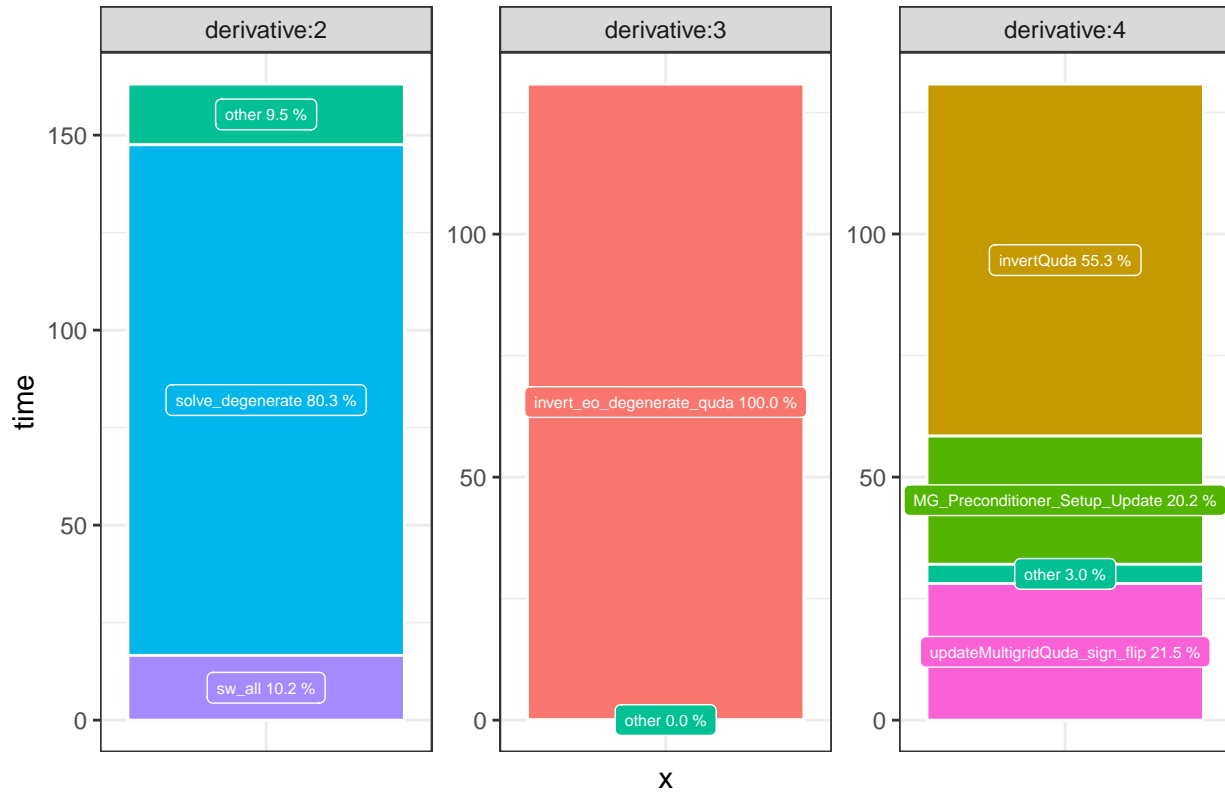 derivative:2
derivative:3
derivative:4
time
150
100
50
0
other 9.5 %
solve_degenerate 80.3 %
sw_all 10.2 %
100
50
0
invert_eo_degenerate_quda 100.0 %
other 0.0 %
100
50
0
invertQuda 55.3 %
MG_Preconditioner_Setup_Update 20.2 %
other 3.0 %
updateMultigridQuda_sign_flip 21.5 %
x